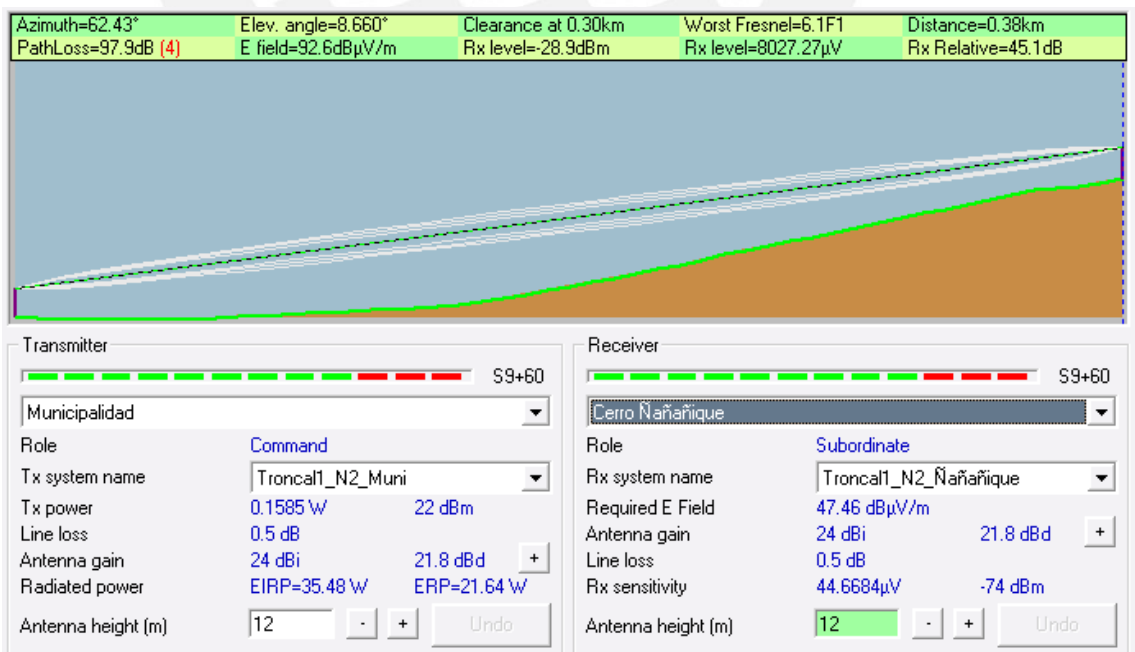 Azimuth=62.43° Elev. angle=8.660° Clearance at 0.30km Worst Fresnel=6.1F1 Distance=0.38km
PathLoss=97.9dB (4) E field=92.6dBµV/m Rx level=-28.9dBm Rx level=8027.27µV Rx Relative=45.1dB
Transmitter
S9+60
Municipalidad
Role Command
Tx system name Troncal1_N2_Muni
Tx power 0.1585 W 22 dBm
Line loss 0.5 dB
Antenna gain 24 dBi 21.8 dBd +
Radiated power EIRP=35.48 W ERP=21.64 W
Antenna height (m) 12 - + Undo
Receiver
S9+60
Cerro Ñañañique
Role Subordinate
Rx system name Troncal1_N2_Ñañañique
Required E Field 47.46 dBµV/m
Antenna gain 24 dBi 21.8 dBd +
Line loss 0.5 dB
Rx sensitivity 44.6684µV -74 dBm
Antenna height (m) 12 - + Undo